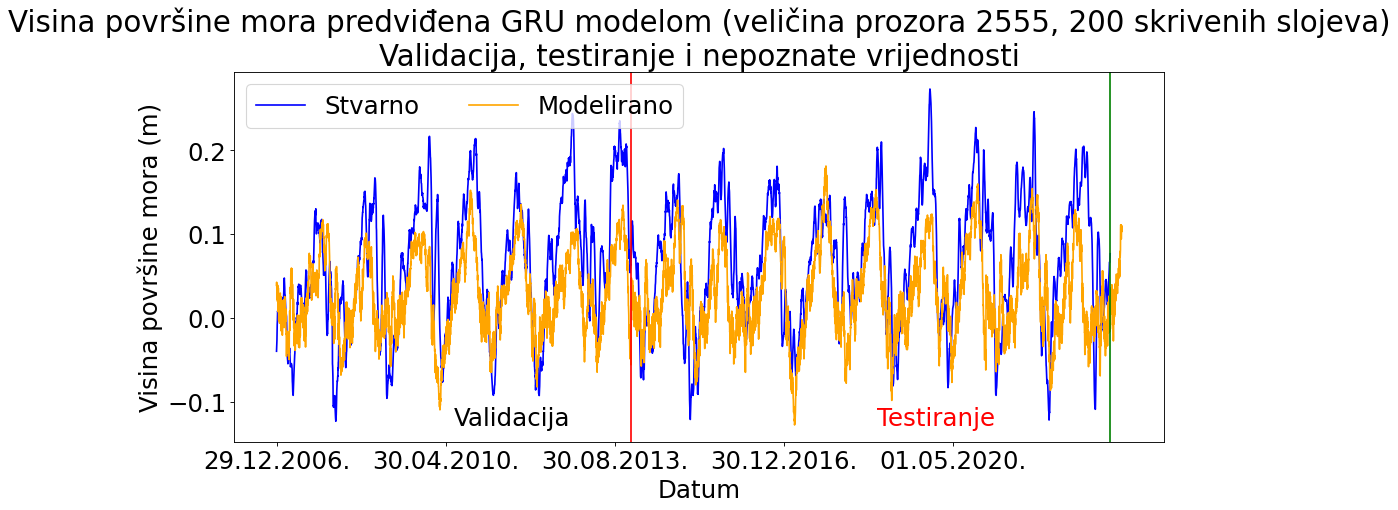 Visina površine mora predviđena GRU modelom (veličina prozora 2555, 200 skrivenih slojeva)
Validacija, testiranje i nepoznate vrijednosti
Stvarno
Modelirano
Visina površine mora (m)
0.2
0.1
0.0
−0.1
Validacija
Testiranje
29.12.2006.
30.04.2010.
30.08.2013.
30.12.2016.
01.05.2020.
Datum